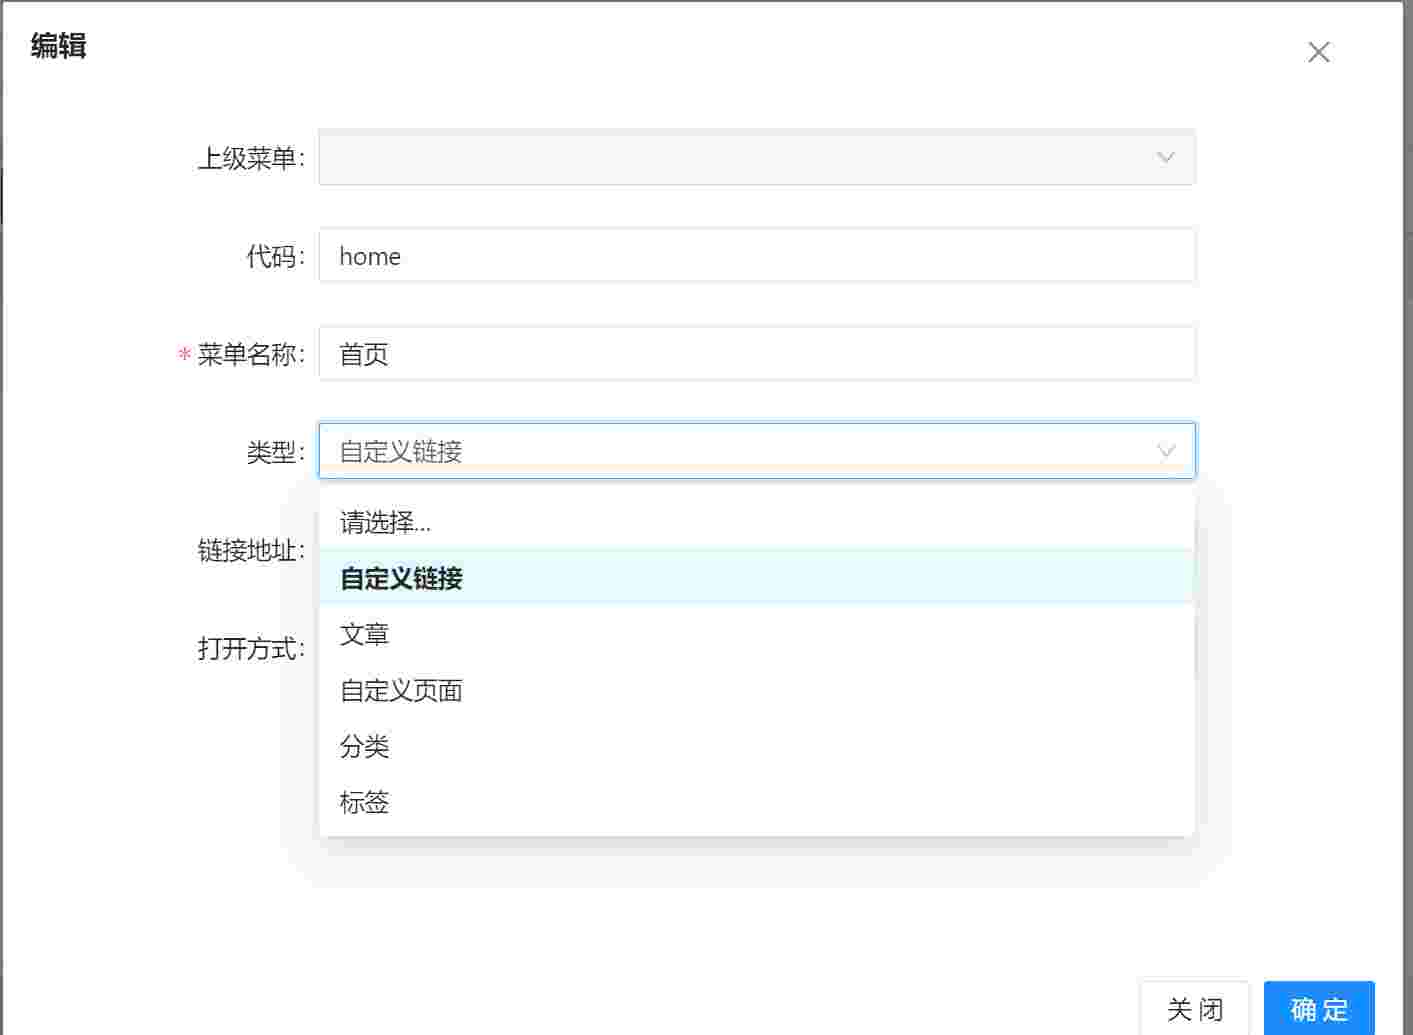 编辑
上级菜单:
代码: home
* 菜单名称: 首页
类型: 自定义链接
请选择...
链接地址:
自定义链接
文章
打开方式:
自定义页面
分类
标签
关 闭 确 定